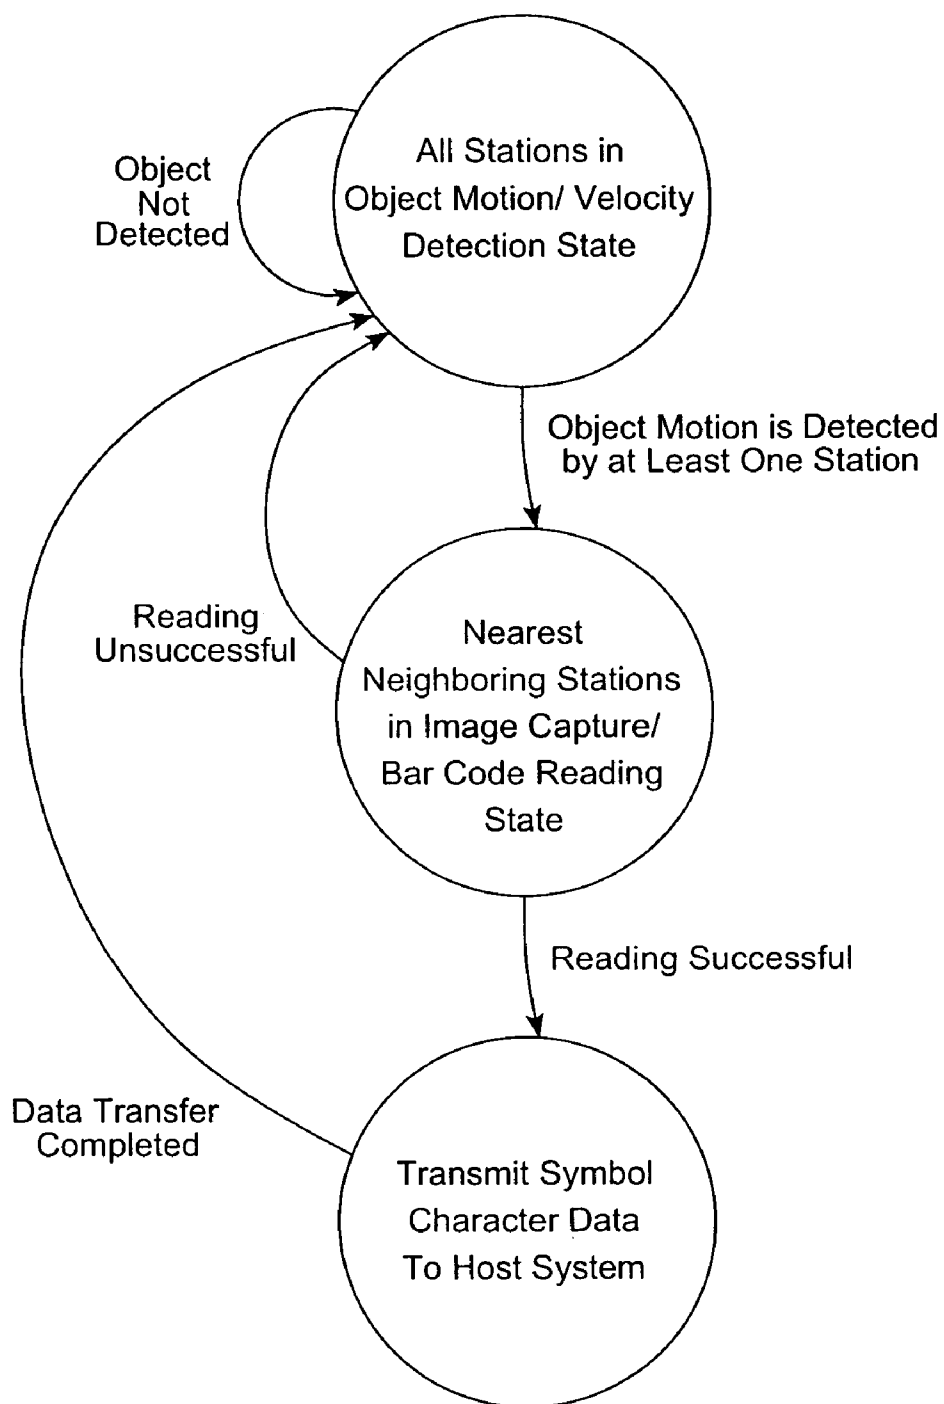 All Stations in
Object Motion/ Velocity
Detection State
Object
Not
Detected
Object Motion is Detected
by at Least One Station
Reading
Unsuccessful
Nearest
Neighboring Stations
in Image Capture/
Bar Code Reading
State
Reading Successful
Data Transfer
Completed
Transmit Symbol
Character Data
To Host System